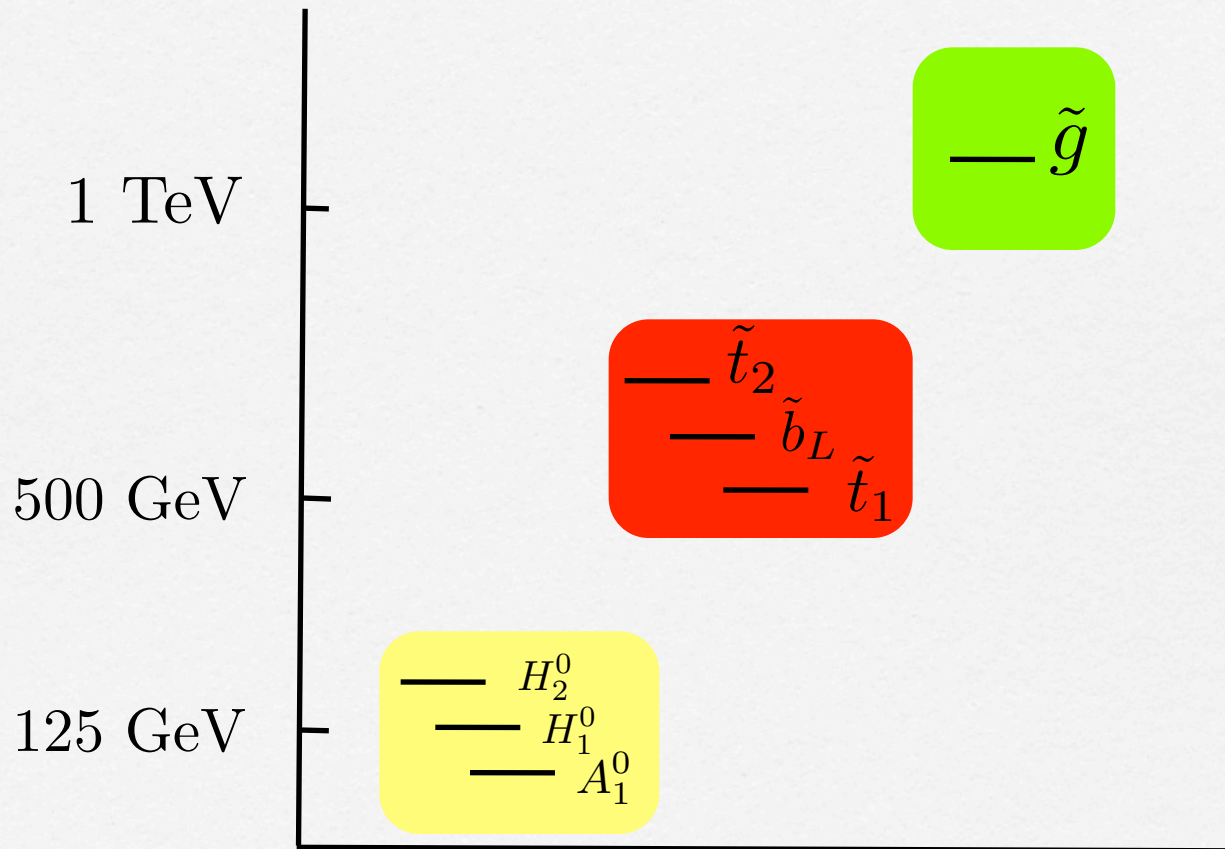 g̃
1 TeV
t̃₂
b̃_L
t̃₁
500 GeV
H₂⁰
H₁⁰
125 GeV
A₁⁰